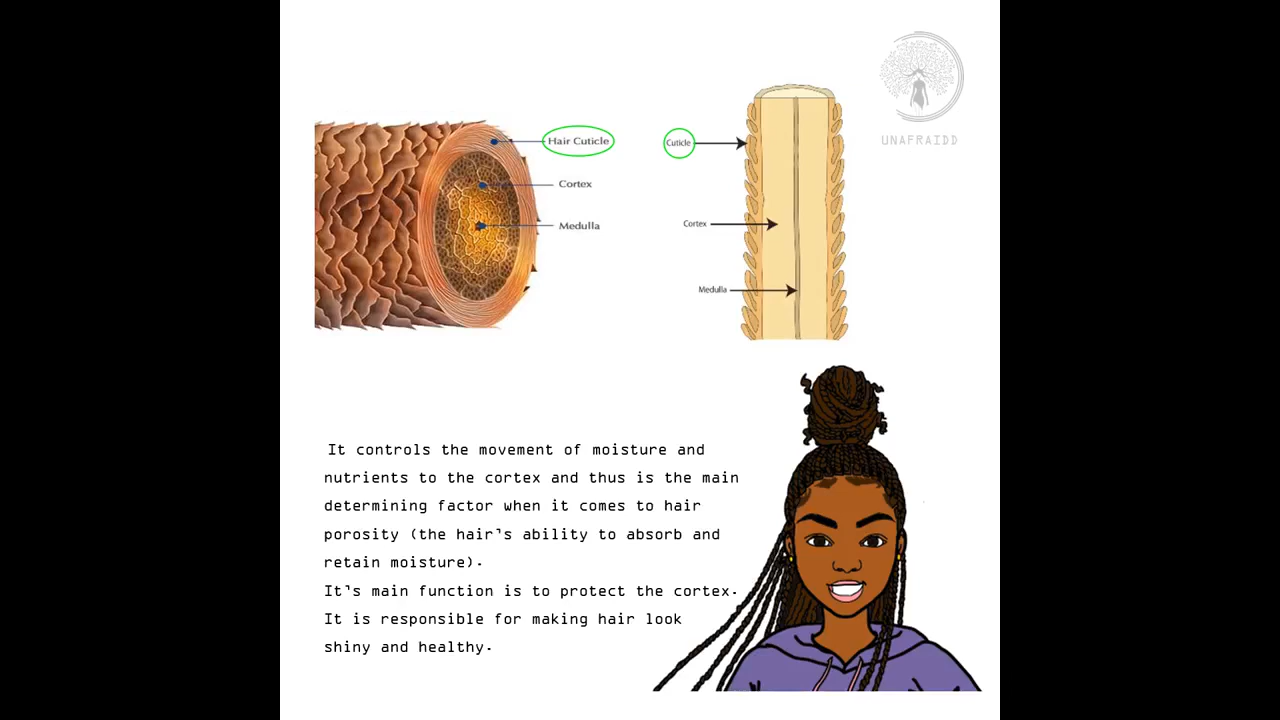 UNAFRAIDD
Hair Cuticle
Cortex
Medulla
Cuticle
Cortex
Medulla
It controls the movement of moisture and
nutrients to the cortex and thus is the main
determining factor when it comes to hair
porosity (the hair's ability to absorb and
retain moisture).
It's main function is to protect the cortex.
It is responsible for making hair look
shiny and healthy.